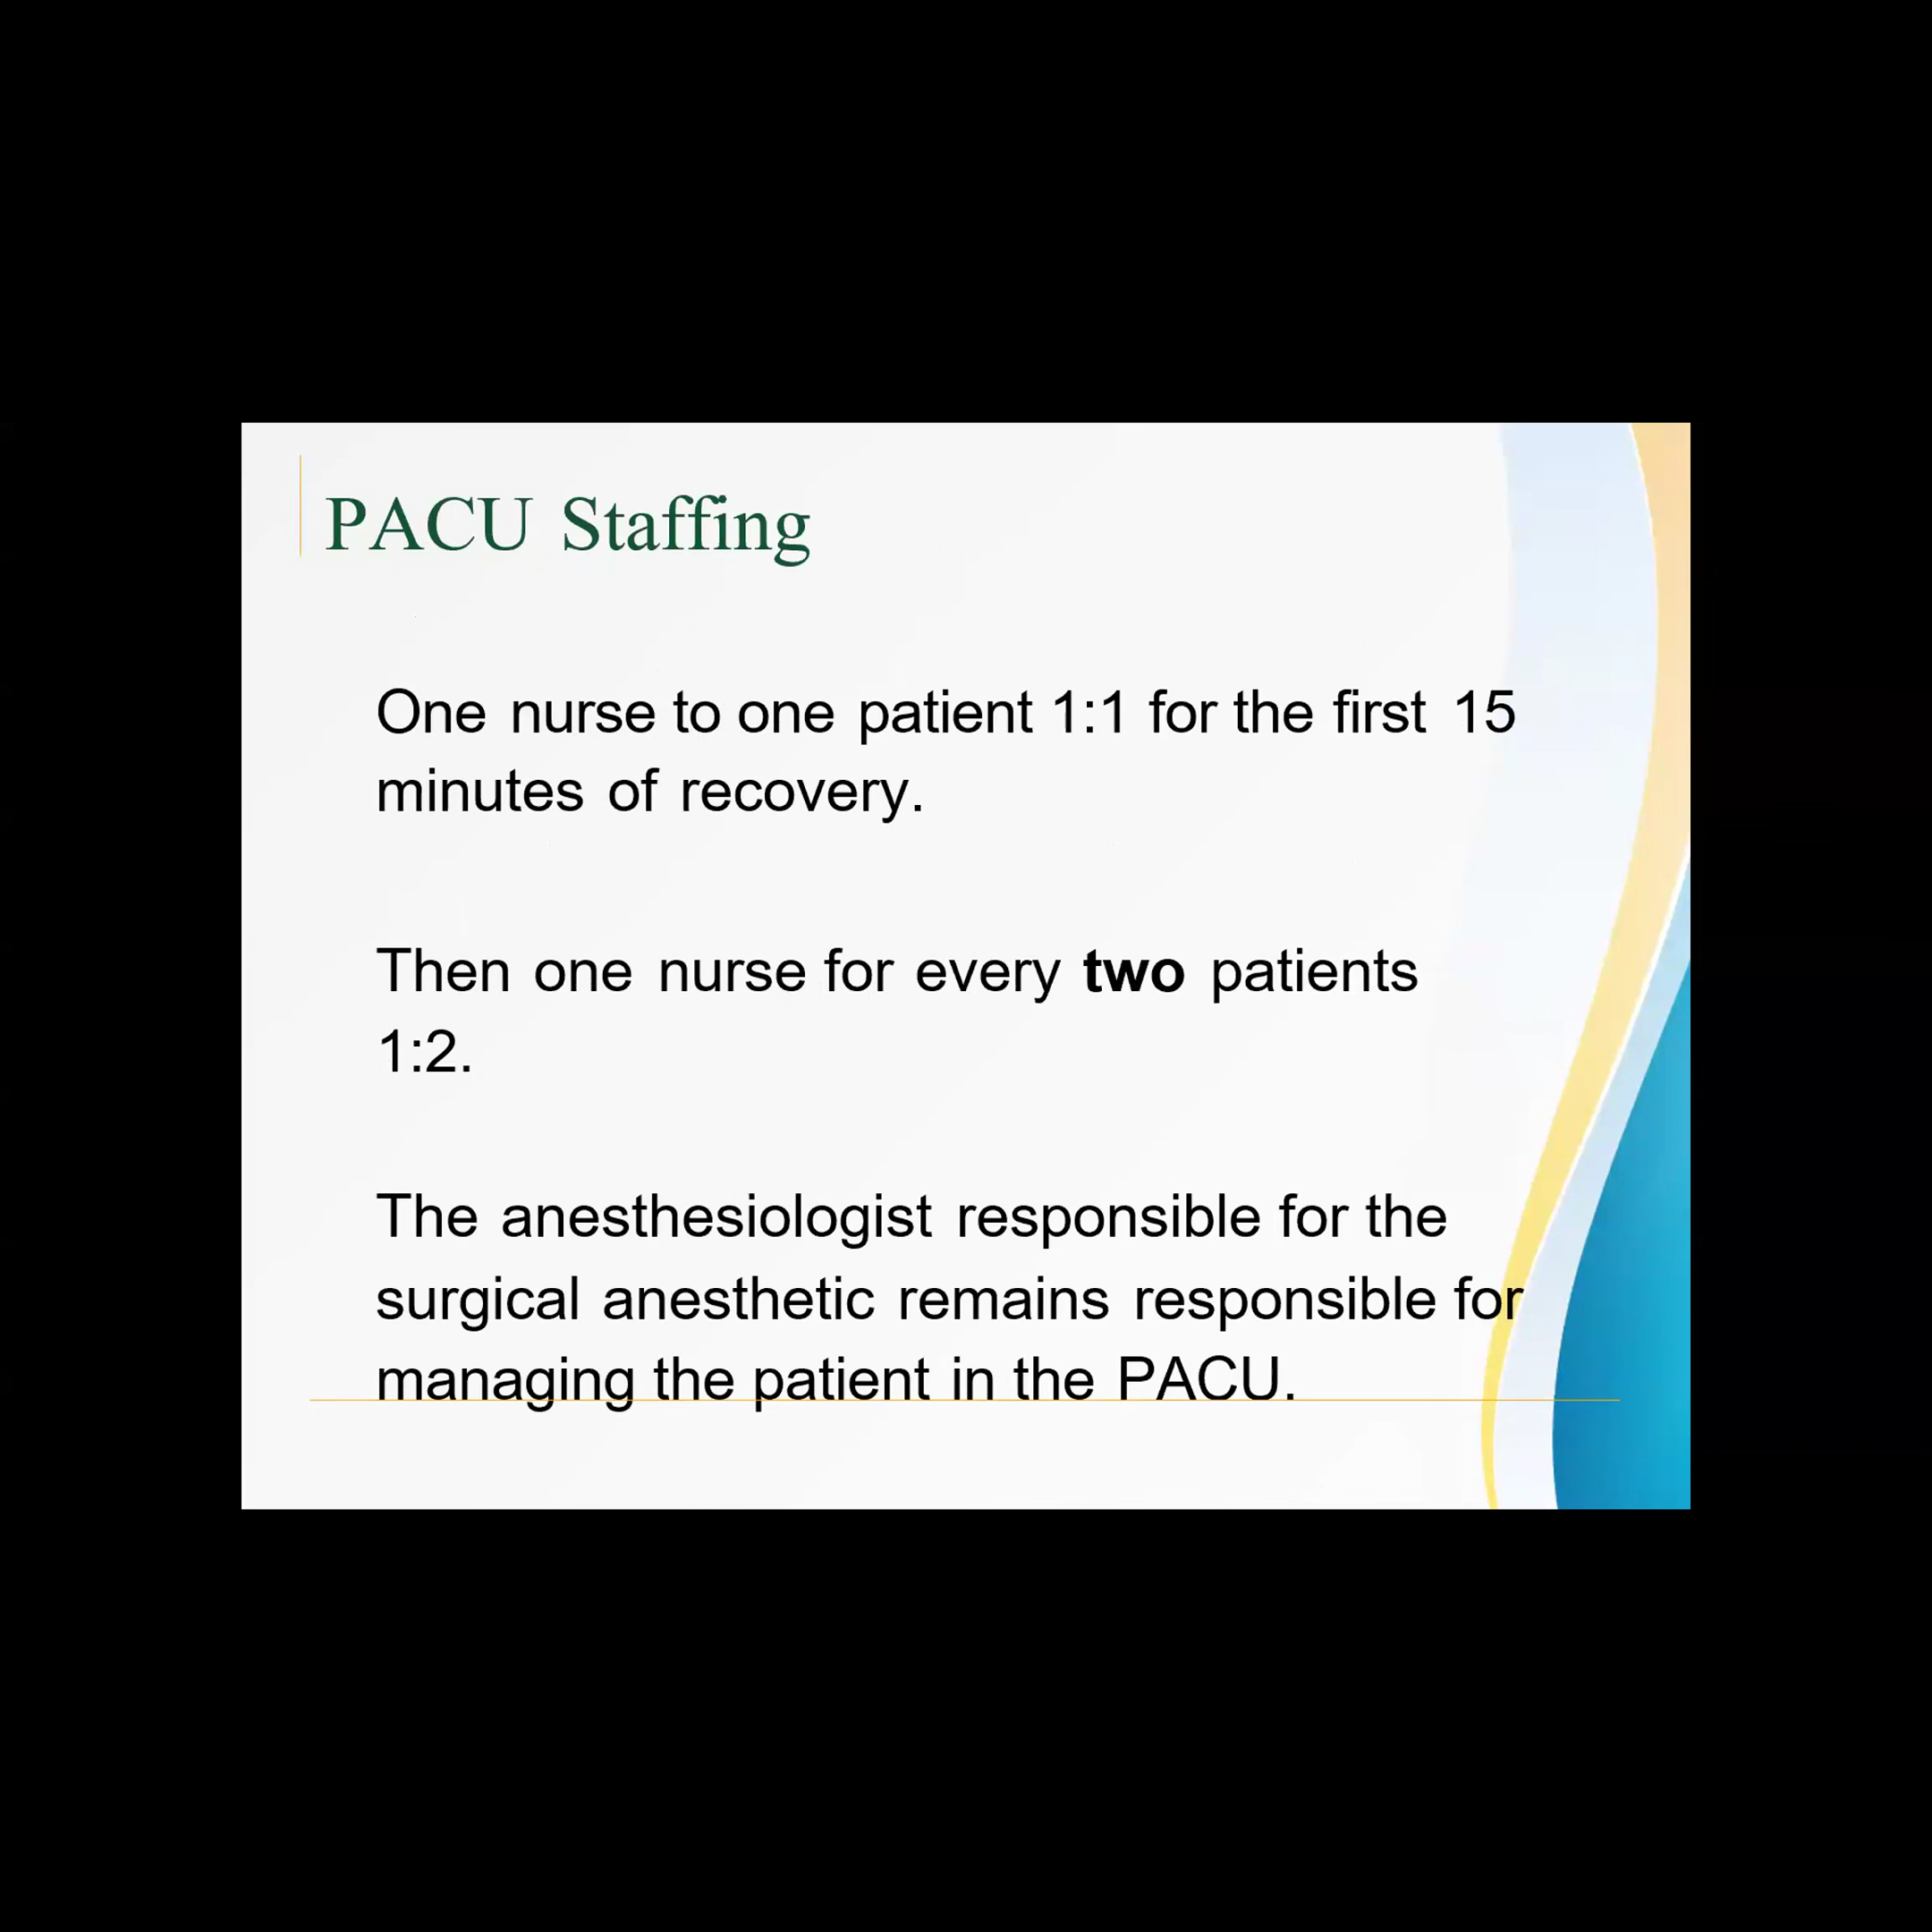 PACU Staffing
One nurse to one patient 1:1 for the first 15
minutes of recovery.
Then one nurse for every two patients
1:2.
The anesthesiologist responsible for the
surgical anesthetic remains responsible for
managing the patient in the PACU.